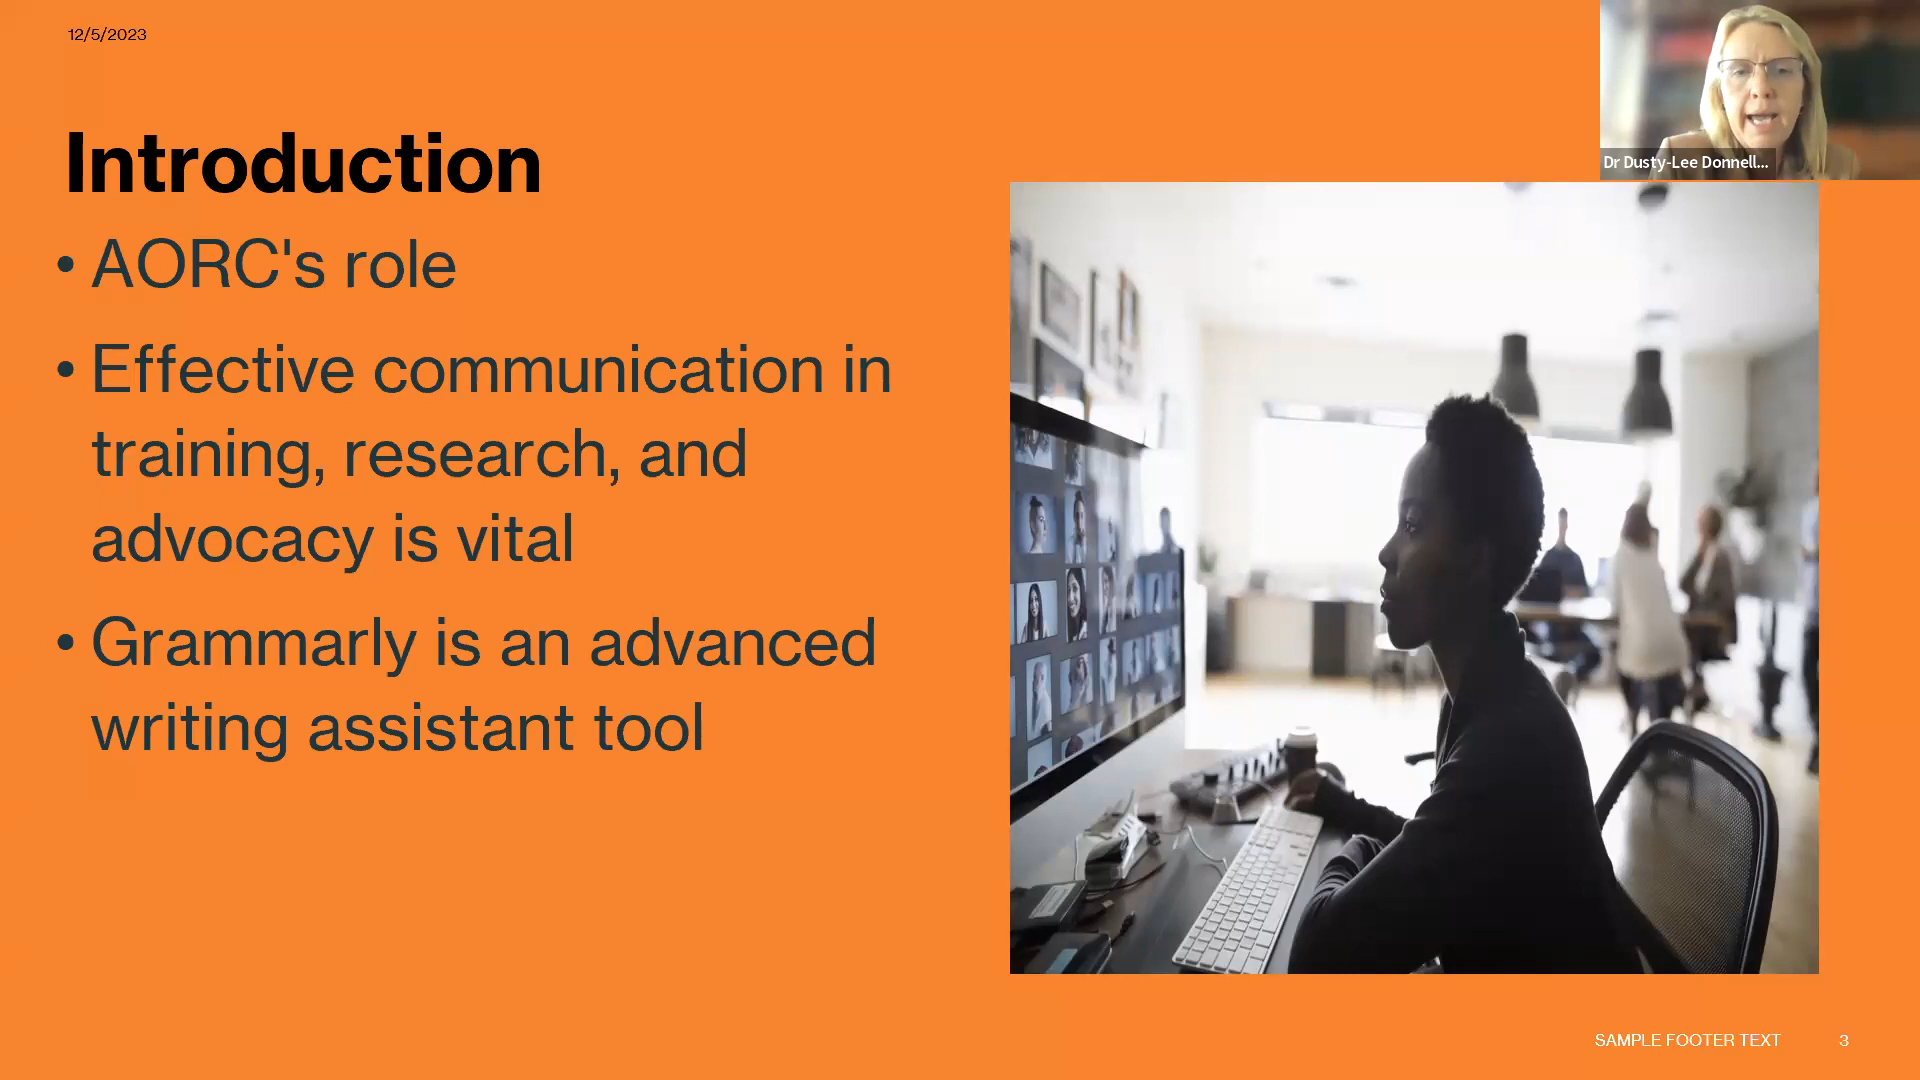 12/5/2023
Dr Dusty-Lee Donnell...
Introduction
• AORC's role
• Effective communication in
training, research, and
advocacy is vital
• Grammarly is an advanced
writing assistant tool
SAMPLE FOOTER TEXT
3